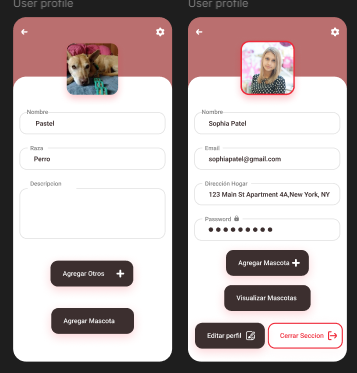 User profile
Nombre
Pastel
Raza
Perro
Descripcion
Agregar Otros
Agregar Mascota
User profile
Nombre
Sophia Patel
Email
sophiapatel@gmail.com
Dirección Hogar
123 Main St Apartment 4A,New York, NY
Password
Agregar Mascota
Visualizar Mascotas
Editar perfil
Cerrar Seccion